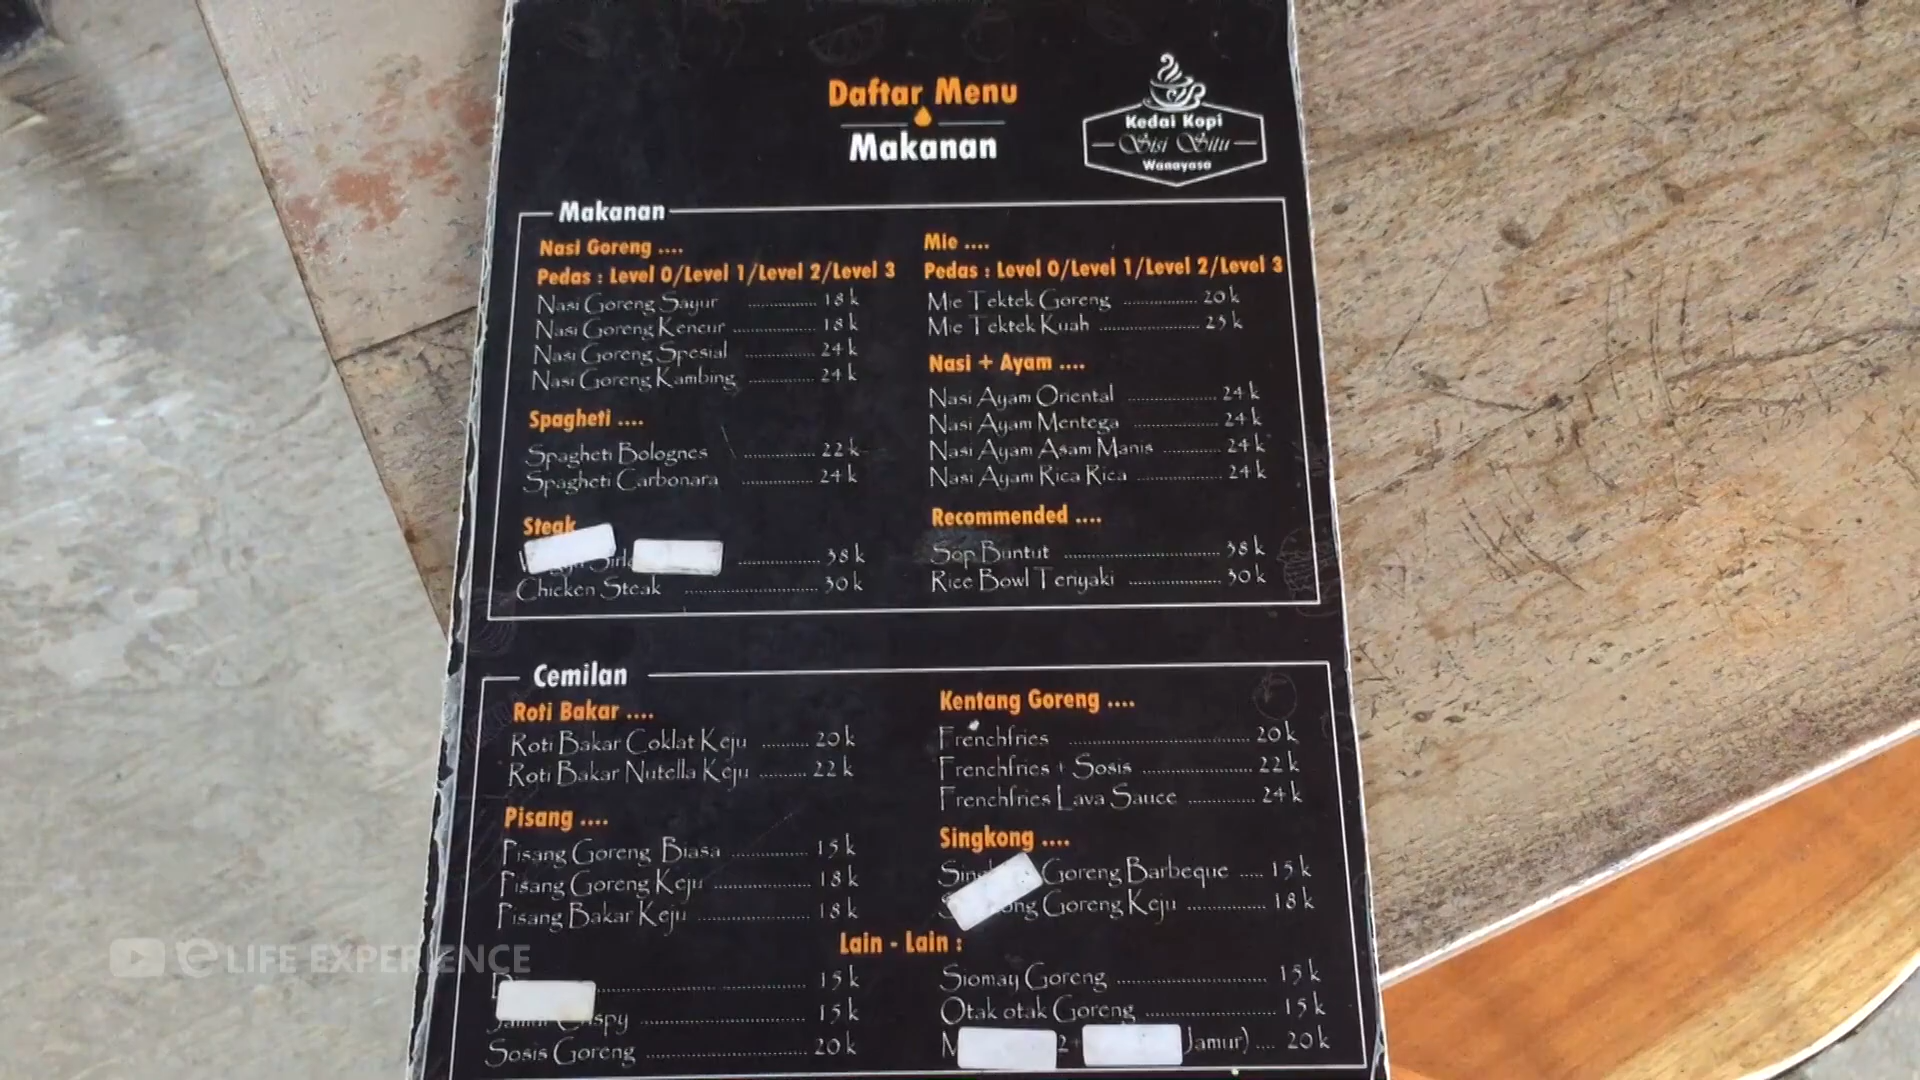 Daftar Menu
Makanan
Kedai Kopi
Sisi Situ
Wanayasa
Makanan
Nasi Goreng ....
Pedas : Level 0/Level 1/Level 2/Level 3
Nasi Goreng Sayur ............... 18 k
Nasi Goreng Kencur ................. 18 k
Nasi Goreng Spesial ............... 24 k
Nasi Goreng Kambing .............. 24 k
Spagheti ....
Spagheti Bolognes ............... 22 k
Spagheti Carbonara ............... 24 k
Steak
................. 38 k
Chicken Steak ........................... 30 k
Mie ....
Pedas : Level 0/Level 1/Level 2/Level 3
Mie Tektek Goreng ............... 20 k
Mie Tektek Kuah .................... 25 k
Nasi + Ayam ....
Nasi Ayam Oriental .................. 24 k
Nasi Ayam Mentega ................. 24 k
Nasi Ayam Asam Manis ............ 24 k
Nasi Ayam Rica Rica ................ 24 k
Recommended ....
Sop Buntut ................................ 38 k
Rice Bowl Teriyaki ................... 30 k
Cemilan
Roti Bakar ....
Roti Bakar Coklat Keju ......... 20 k
Roti Bakar Nutella Keju ......... 22 k
Pisang ....
Pisang Goreng Biasa .............. 15 k
Pisang Goreng Keju ................. 18 k
Pisang Bakar Keju .................... 18 k
Kentang Goreng ....
Frenchfries .................................... 20 k
Frenchfries + Sosis ...................... 22 k
Frenchfries Lava Sauce ............. 24 k
Singkong ....
Goreng Barbeque ..... 15 k
Goreng Keju ............... 18 k
Lain - Lain :
........................................ 15 k
................................ 15 k
Sosis Goreng ............................... 20 k
Siomay Goreng .............................. 15 k
Otak otak Goreng ......................... 15 k
Jamur) .... 20 k
LIFE EXPERIENCE